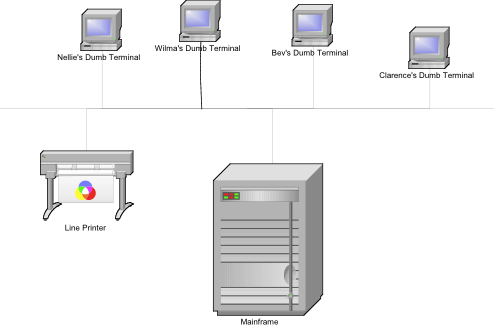 Nellie's Dumb Terminal
Wilma's Dumb Terminal
Bev's Dumb Terminal
Clarence's Dumb Terminal
Line Printer
Mainframe